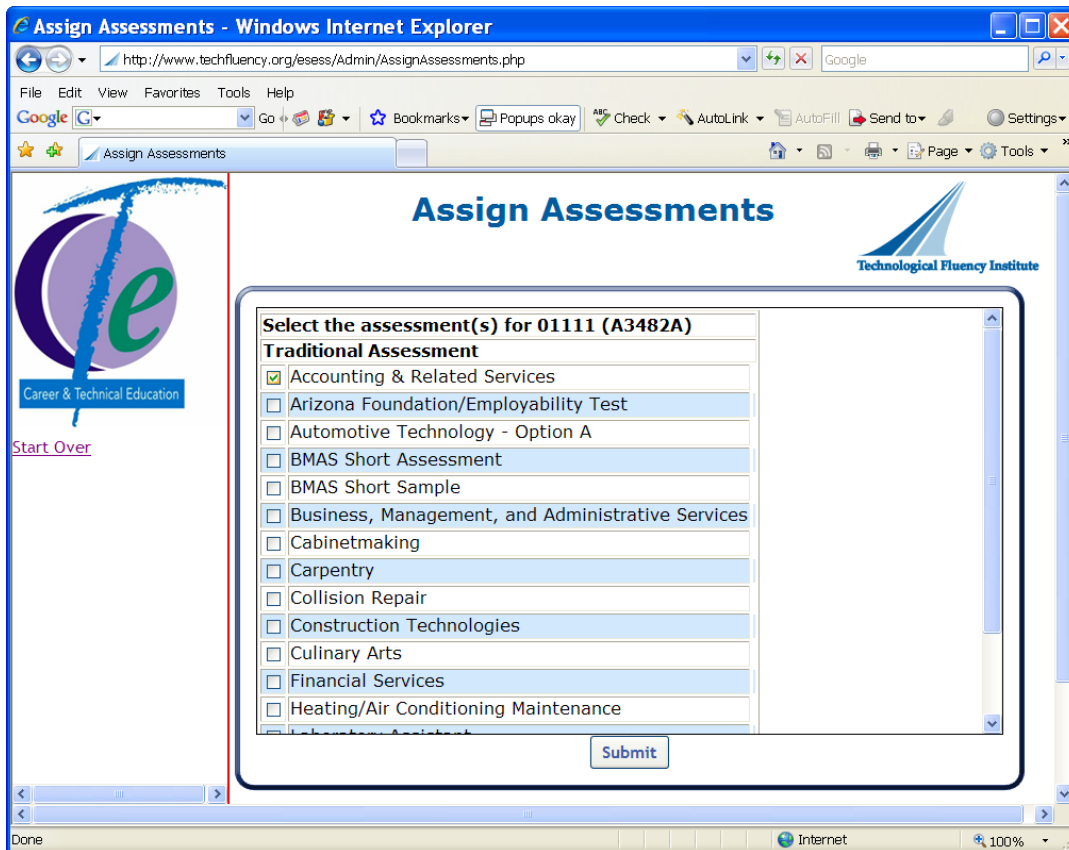 Assign Assessments - Windows Internet Explorer
http://www.techfluency.org/esess/Admin/AssignAssessments.php
Google
File Edit View Favorites Tools Help
Google G Go Bookmarks Popups okay ABC Check AutoLink AutoFill Send to Settings
Assign Assessments Page Tools »
Assign Assessments
Technological Fluency Institute
CTe
Career & Technical Education
Start Over
Select the assessment(s) for 01111 (A3482A)
Traditional Assessment
Accounting & Related Services
Arizona Foundation/Employability Test
Automotive Technology - Option A
BMAS Short Assessment
BMAS Short Sample
Business, Management, and Administrative Services
Cabinetmaking
Carpentry
Collision Repair
Construction Technologies
Culinary Arts
Financial Services
Heating/Air Conditioning Maintenance
Laboratory Assistant
Submit
Done Internet 100%